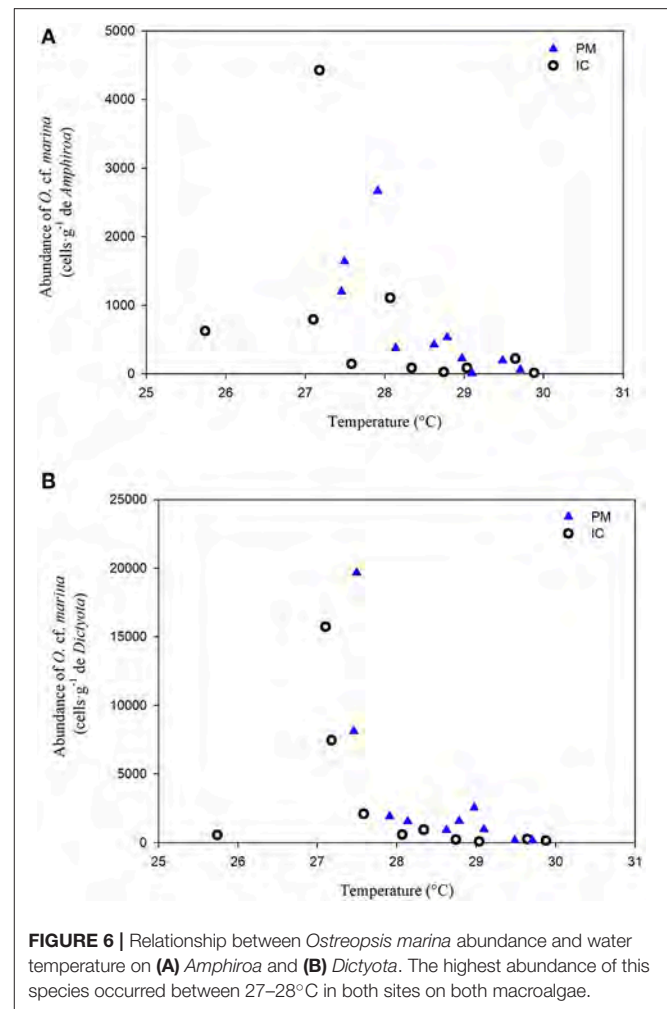 A
5000
4000
3000
2000
1000
0
Abundance of O. cf. marina
(cells·g⁻¹ de Amphiroa)
PM
IC
25 26 27 28 29 30 31
Temperature (°C)
B
25000
20000
15000
10000
5000
0
Abundance of O. cf. marina
(cells·g⁻¹ de Dictyota)
PM
IC
25 26 27 28 29 30 31
Temperature (°C)
FIGURE 6 | Relationship between Ostreopsis marina abundance and water
temperature on (A) Amphiroa and (B) Dictyota. The highest abundance of this
species occurred between 27–28°C in both sites on both macroalgae.